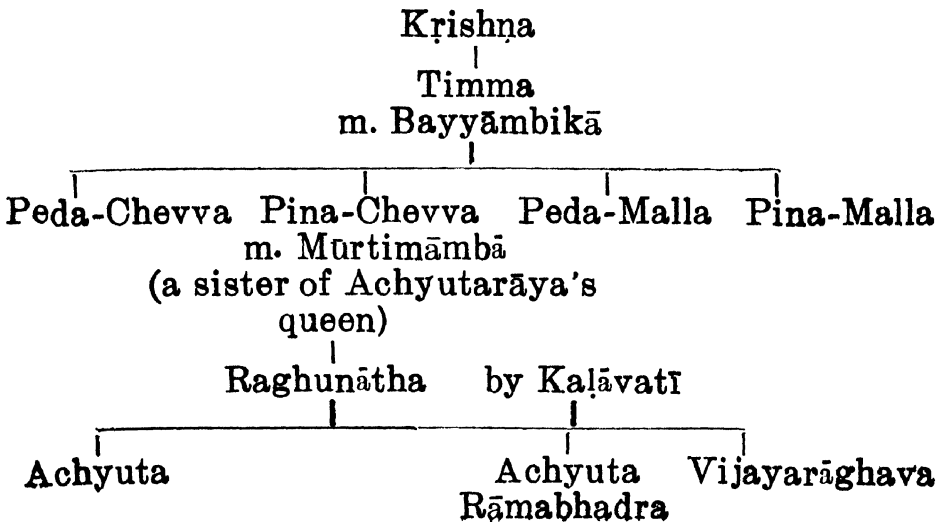 Kṛishṇa
Timma
m. Bayyāmbikā
Peda-Chevva Pina-Chevva Peda-Malla Pina-Malla
m. Mūrtimāmbā
(a sister of Achyutarāya's
queen)
Raghunātha by Kaḷāvatī
Achyuta Achyuta Vijayarāghava
Rāmabhadra